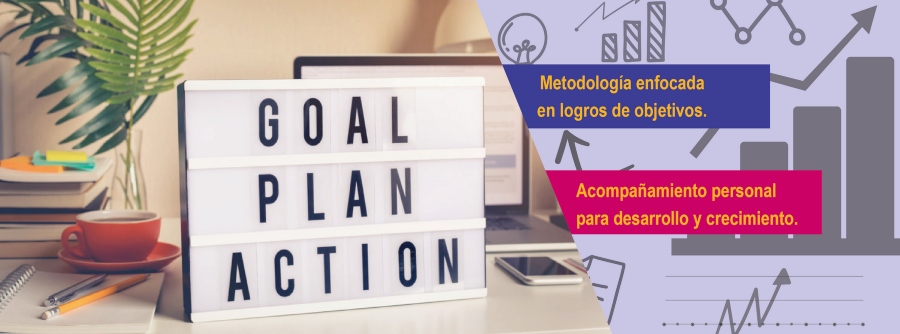 GOAL
PLAN
ACTION
Metodología enfocada
en logros de objetivos.
Acompañamiento personal
para desarrollo y crecimiento.